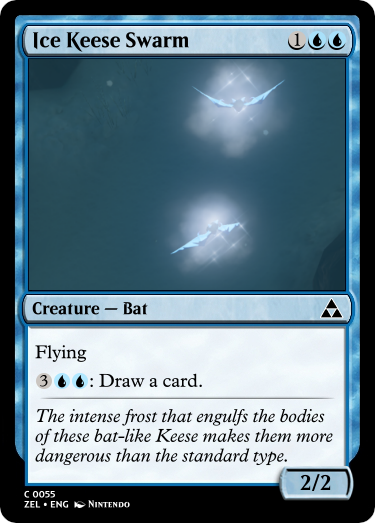 Ice Keese Swarm 1
Creature — Bat
Flying
3: Draw a card.
The intense frost that engulfs the bodies
of these bat-like Keese makes them more
dangerous than the standard type.
2/2
C 0055
ZEL • ENG Nintendo